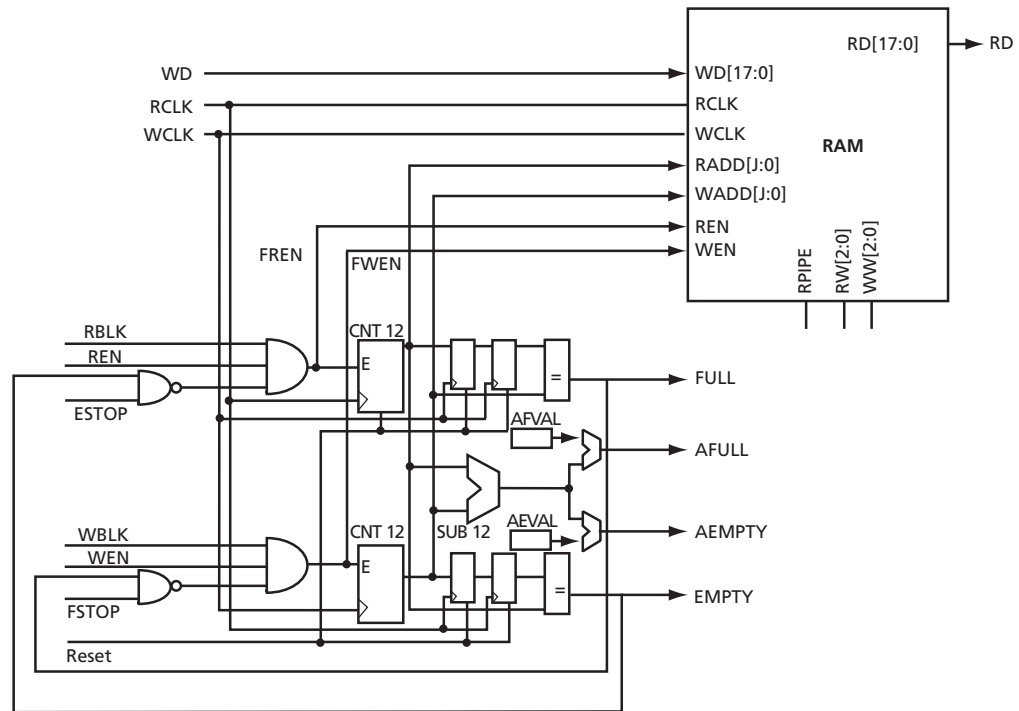 RD[17:0]
RD
WD
WD[17:0]
RCLK
RCLK
WCLK
WCLK
RAM
RADD[J:0]
WADD[J:0]
REN
FREN
FWEN
WEN
RPIPE
RW[2:0]
WW[2:0]
RBLK
CNT 12
REN
E
=
FULL
ESTOP
AFVAL
AFULL
WBLK
CNT 12
SUB 12
AEVAL
AEMPTY
WEN
E
=
EMPTY
FSTOP
Reset